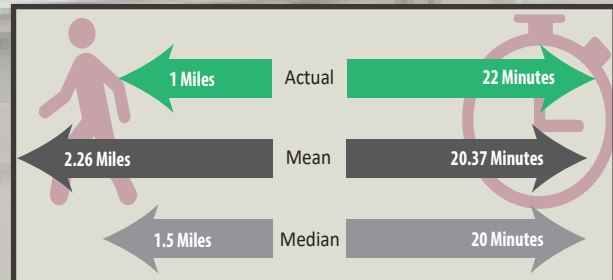 1 Miles Actual 22 Minutes
2.26 Miles Mean 20.37 Minutes
1.5 Miles Median 20 Minutes